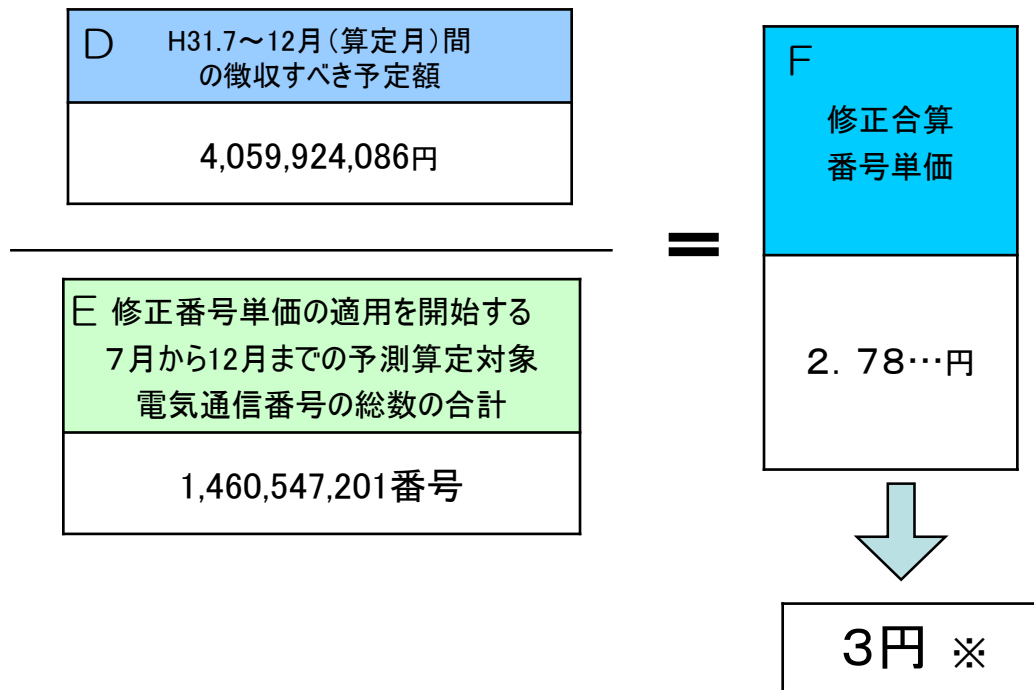 D H31.7～12月（算定月）間
の徴収すべき予定額
4,059,924,086円
E 修正番号単価の適用を開始する
７月から12月までの予測算定対象
電気通信番号の総数の合計
1,460,547,201番号
＝
F
修正合算
番号単価
２．７８…円
３円 ※